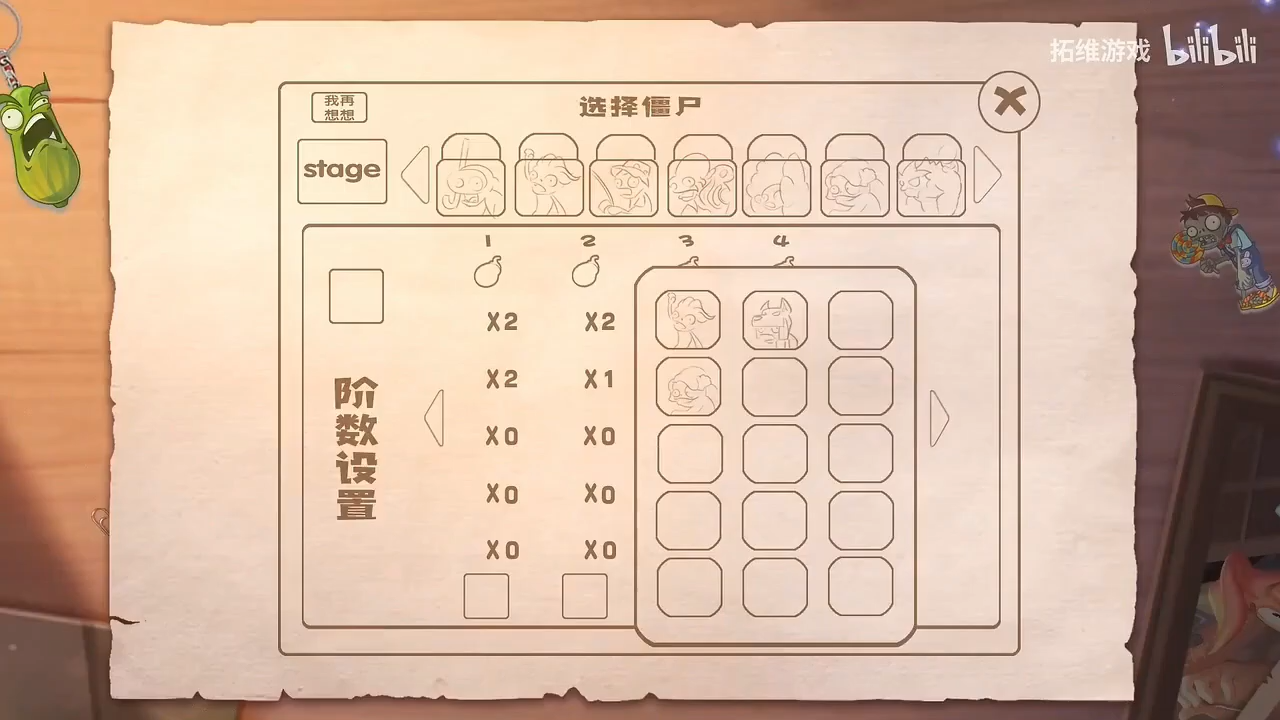 拓维游戏 bilibili
我再
想想
选择僵尸
stage
1 2 3 4
X2 X2
阶数设置
X2 X1
X0 X0
X0 X0
X0 X0